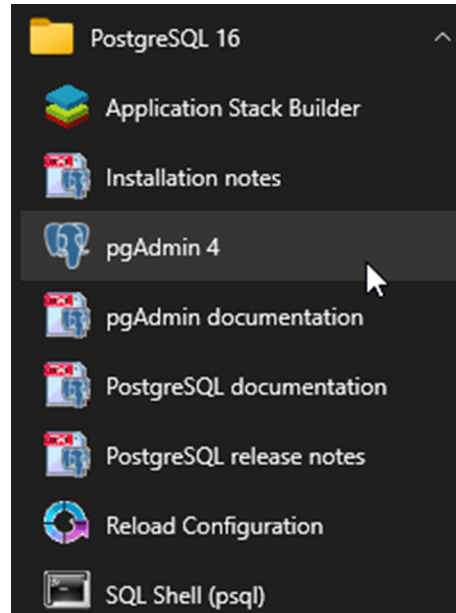 PostgreSQL 16
Application Stack Builder
Installation notes
pgAdmin 4
pgAdmin documentation
PostgreSQL documentation
PostgreSQL release notes
Reload Configuration
SQL Shell (psql)